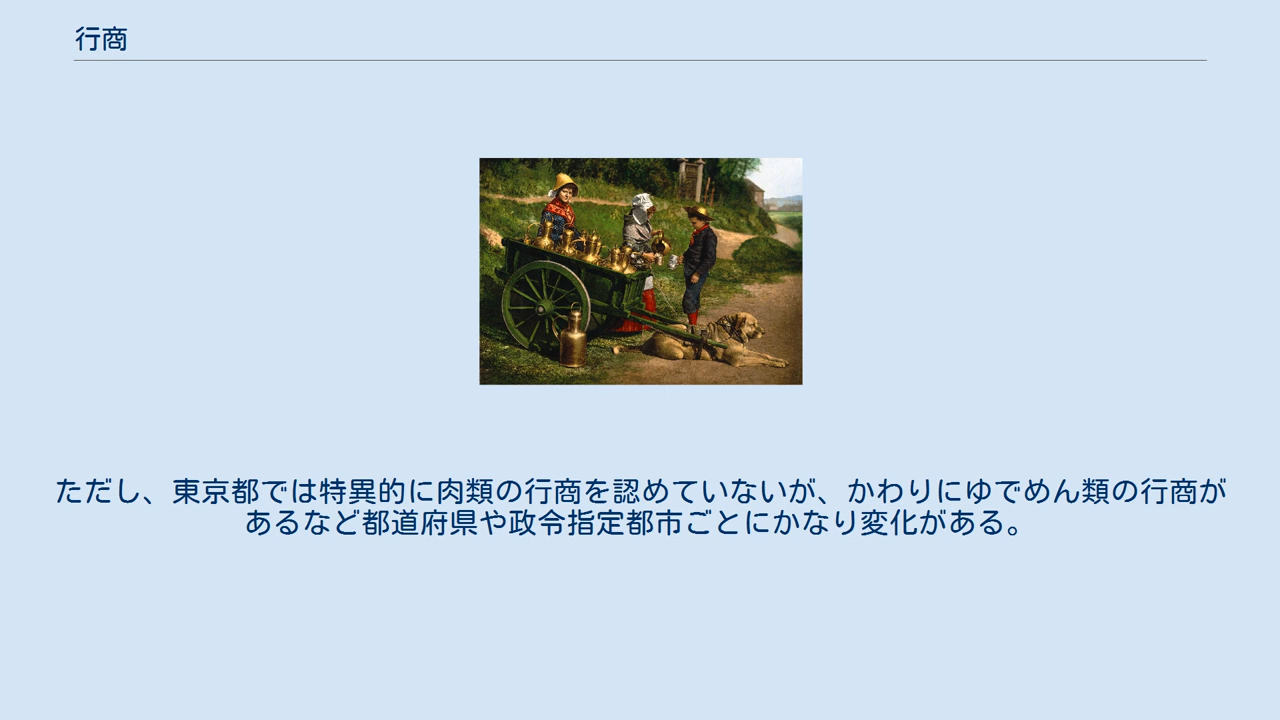 行商
ただし、東京都では特異的に肉類の行商を認めていないが、かわりにゆでめん類の行商が
あるなど都道府県や政令指定都市ごとにかなり変化がある。